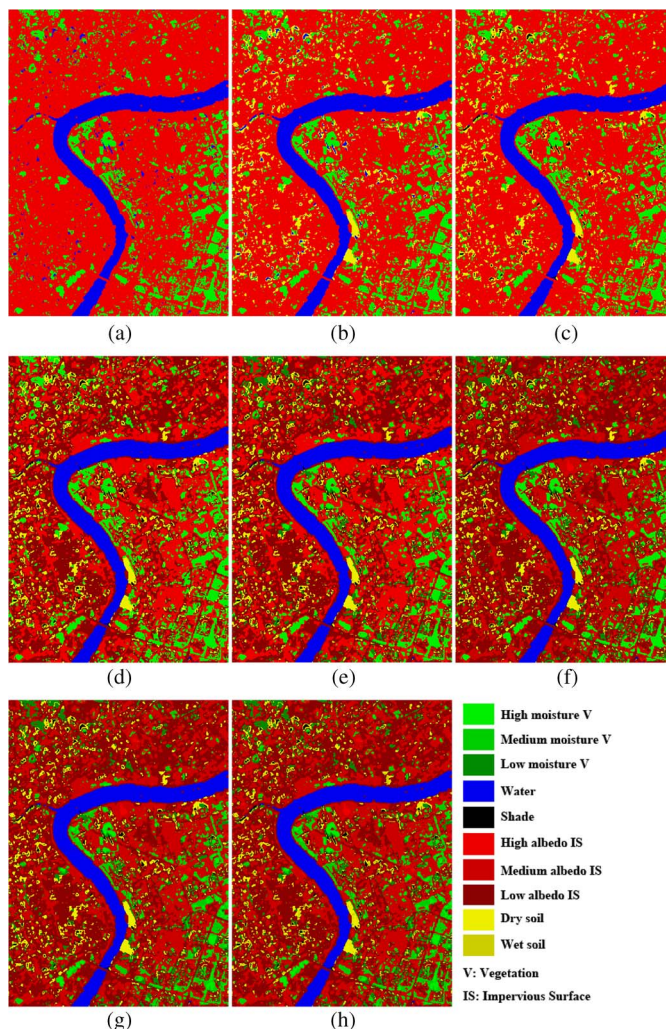 (a) (b) (c)
(d) (e) (f)
High moisture V
Medium moisture V
Low moisture V
Water
Shade
High albedo IS
Medium albedo IS
Low albedo IS
Dry soil
Wet soil
V: Vegetation
IS: Impervious Surface
(g) (h)